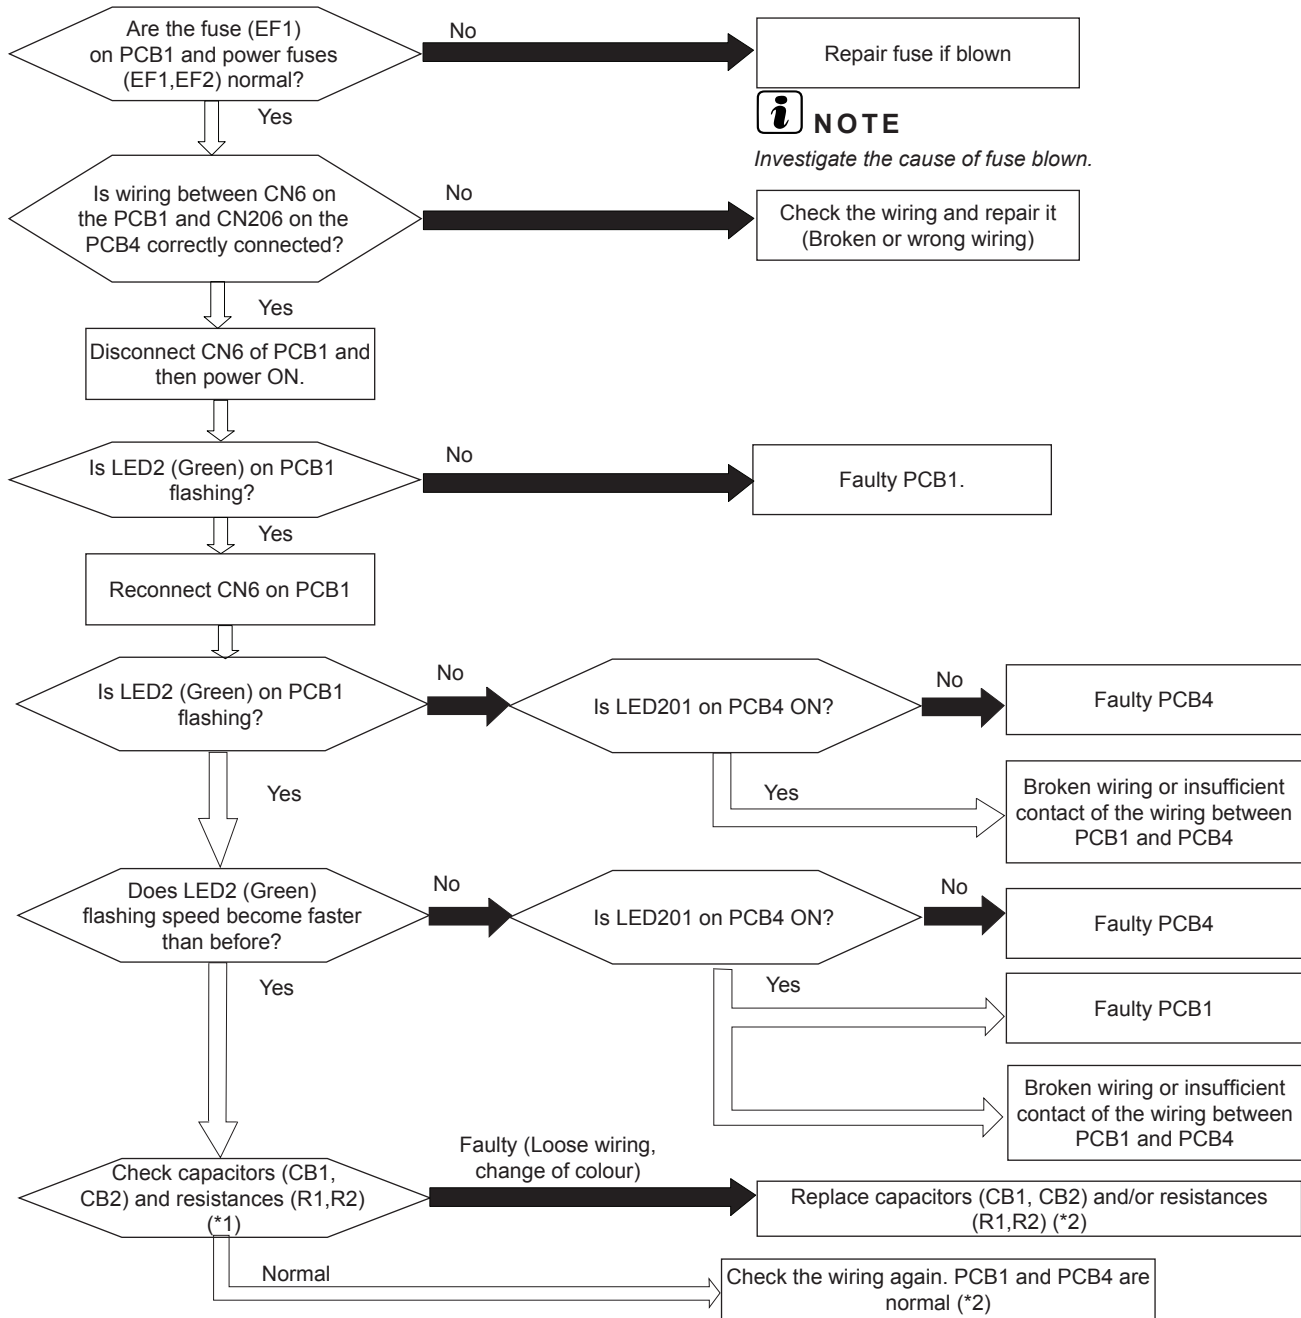 Are the fuse (EF1)
on PCB1 and power fuses
(EF1,EF2) normal?
No
Repair fuse if blown
Yes
i NOTE
Investigate the cause of fuse blown.
Is wiring between CN6 on
the PCB1 and CN206 on the
PCB4 correctly connected?
No
Check the wiring and repair it
(Broken or wrong wiring)
Yes
Disconnect CN6 of PCB1 and
then power ON.
Is LED2 (Green) on PCB1
flashing?
No
Faulty PCB1.
Yes
Reconnect CN6 on PCB1
Is LED2 (Green) on PCB1
flashing?
No
Is LED201 on PCB4 ON?
No
Faulty PCB4
Yes
Yes
Broken wiring or insufficient
contact of the wiring between
PCB1 and PCB4
Does LED2 (Green)
flashing speed become faster
than before?
No
Is LED201 on PCB4 ON?
No
Faulty PCB4
Yes
Yes
Faulty PCB1
Broken wiring or insufficient
contact of the wiring between
PCB1 and PCB4
Check capacitors (CB1,
CB2) and resistances (R1,R2)
(*1)
Faulty (Loose wiring,
change of colour)
Replace capacitors (CB1, CB2) and/or resistances
(R1,R2) (*2)
Normal
Check the wiring again. PCB1 and PCB4 are
normal (*2)